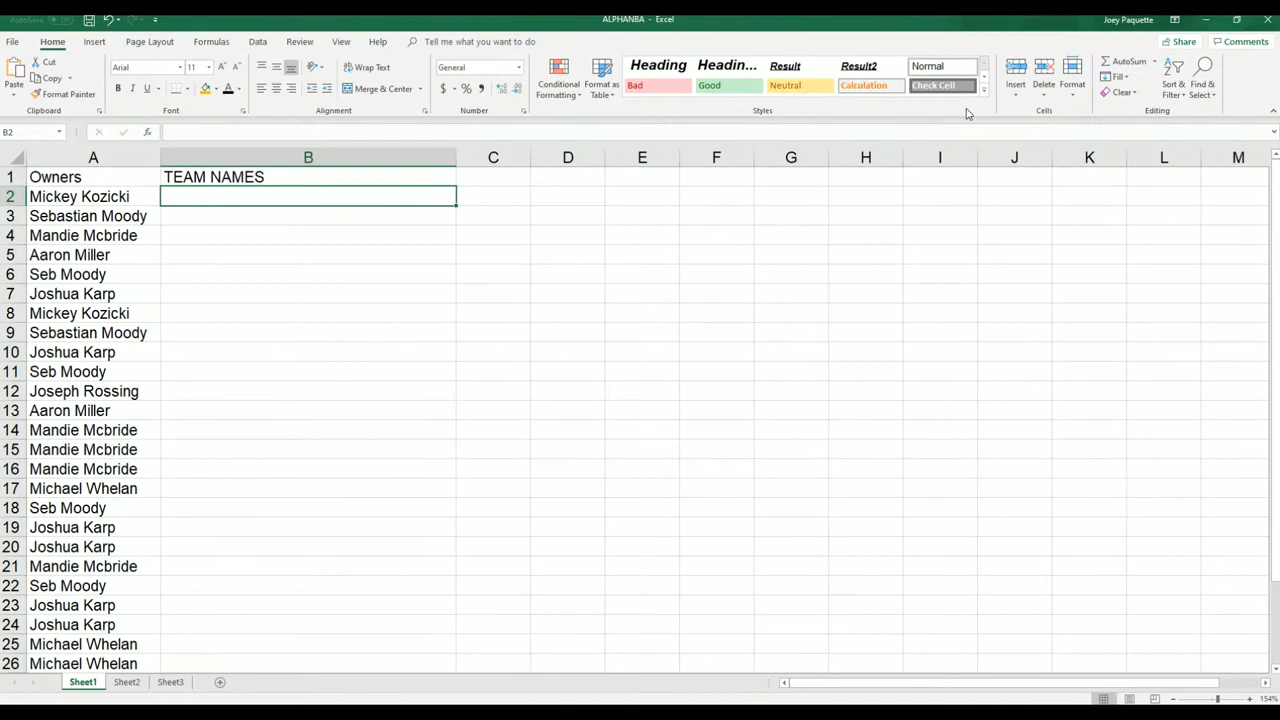 AutoSave Off ALPHANBA - Excel Joey Paquette
File Home Insert Page Layout Formulas Data Review View Help Tell me what you want to do Share Comments
Paste Cut Copy Format Painter Clipboard
Arial 11 B I U A Font
Wrap Text Merge & Center Alignment
General $ % Number
Conditional Formatting Format as Table
Heading Headin... Result Result2 Normal
Bad Good Neutral Calculation Check Cell
Styles
Insert Delete Format Cells
AutoSum Fill Clear Sort & Filter Find & Select Editing
B2 fx
A B C D E F G H I J K L M
1 Owners TEAM NAMES
2 Mickey Kozicki
3 Sebastian Moody
4 Mandie Mcbride
5 Aaron Miller
6 Seb Moody
7 Joshua Karp
8 Mickey Kozicki
9 Sebastian Moody
10 Joshua Karp
11 Seb Moody
12 Joseph Rossing
13 Aaron Miller
14 Mandie Mcbride
15 Mandie Mcbride
16 Mandie Mcbride
17 Michael Whelan
18 Seb Moody
19 Joshua Karp
20 Joshua Karp
21 Mandie Mcbride
22 Seb Moody
23 Joshua Karp
24 Joshua Karp
25 Michael Whelan
26 Michael Whelan
Sheet1 Sheet2 Sheet3
154%